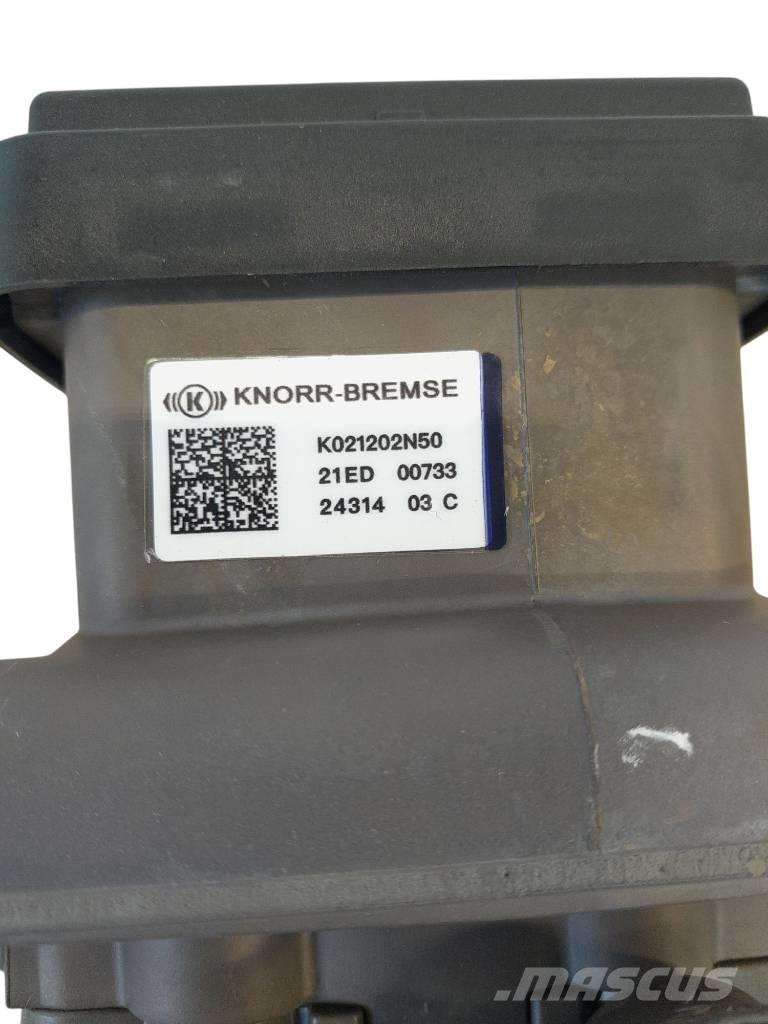 K KNORR-BREMSE
K021202N50
21ED 00733
24314 03 C
MASCUS